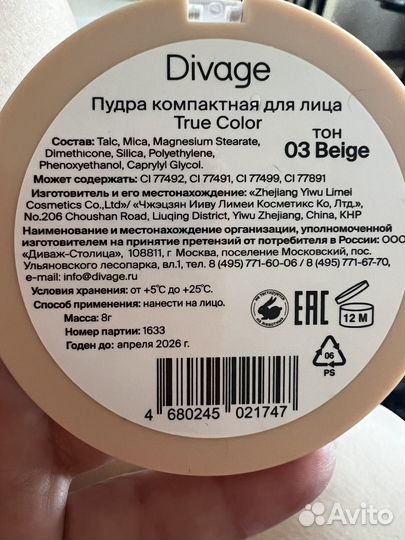 Divage
Пудра компактная для лица
True Color
ТОН
03 Beige
Состав: Talc, Mica, Magnesium Stearate,
Dimethicone, Silica, Polyethylene,
Phenoxyethanol, Caprylyl Glycol.
Может содержать: CI 77492, CI 77491, CI 77499, CI 77891
Изготовитель и его местонахождение: «Zhejiang Yiwu Limei
Cosmetics Co.,Ltd»/ «Чжэцзян Ииву Лимеи Косметикс Ко, Лтд.,
No.206 Choushan Road, Liuqing District, Yiwu Zhejiang, China, КНР
Наименование и местонахождение организации, уполномоченной
изготовителем на принятие претензий от потребителя в России: ООО
«Диваж-Столица», 108811, г Москва, поселение Московский, пос.
Ульяновского лесопарка, вл.1, тел. 8 (495) 771-60-06 / 8 (495) 771-67-70,
e-mail: info@divage.ru
Условия хранения: от +5°C до +25°C.
Способ применения: нанести на лицо.
Масса: 8г
Номер партии: 1633
Годен до: апреля 2026 г.
EAC
12 M
06
PS
4 680245 021747
Avito